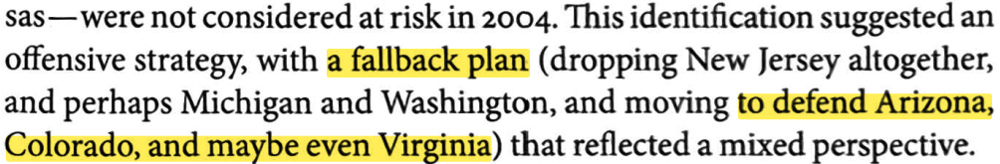 sas—were not considered at risk in 2004. This identification suggested an
offensive strategy, with a fallback plan (dropping New Jersey altogether,
and perhaps Michigan and Washington, and moving to defend Arizona,
Colorado, and maybe even Virginia) that reflected a mixed perspective.